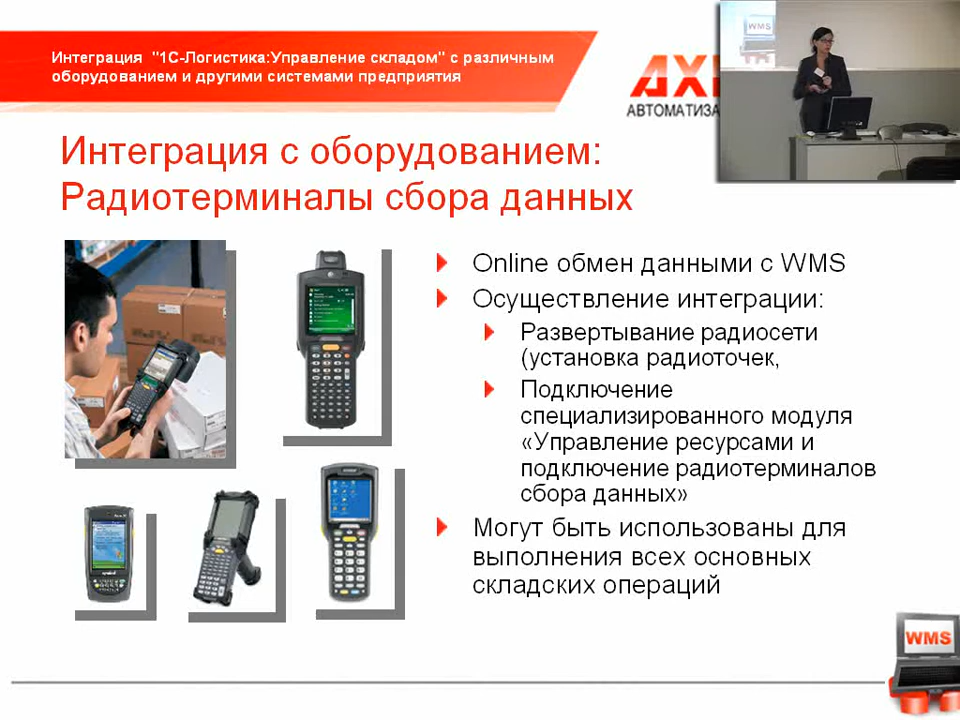 Интеграция "1С-Логистика:Управление складом" с различным
оборудованием и другими системами предприятия
WMS
Интеграция с оборудованием:
Радиотерминалы сбора данных
Online обмен данными с WMS
Осуществление интеграции:
Развертывание радиосети
(установка радиоточек,
Подключение
специализированного модуля
«Управление ресурсами и
подключение радиотерминалов
сбора данных»
Могут быть использованы для
выполнения всех основных
складских операций
WMS